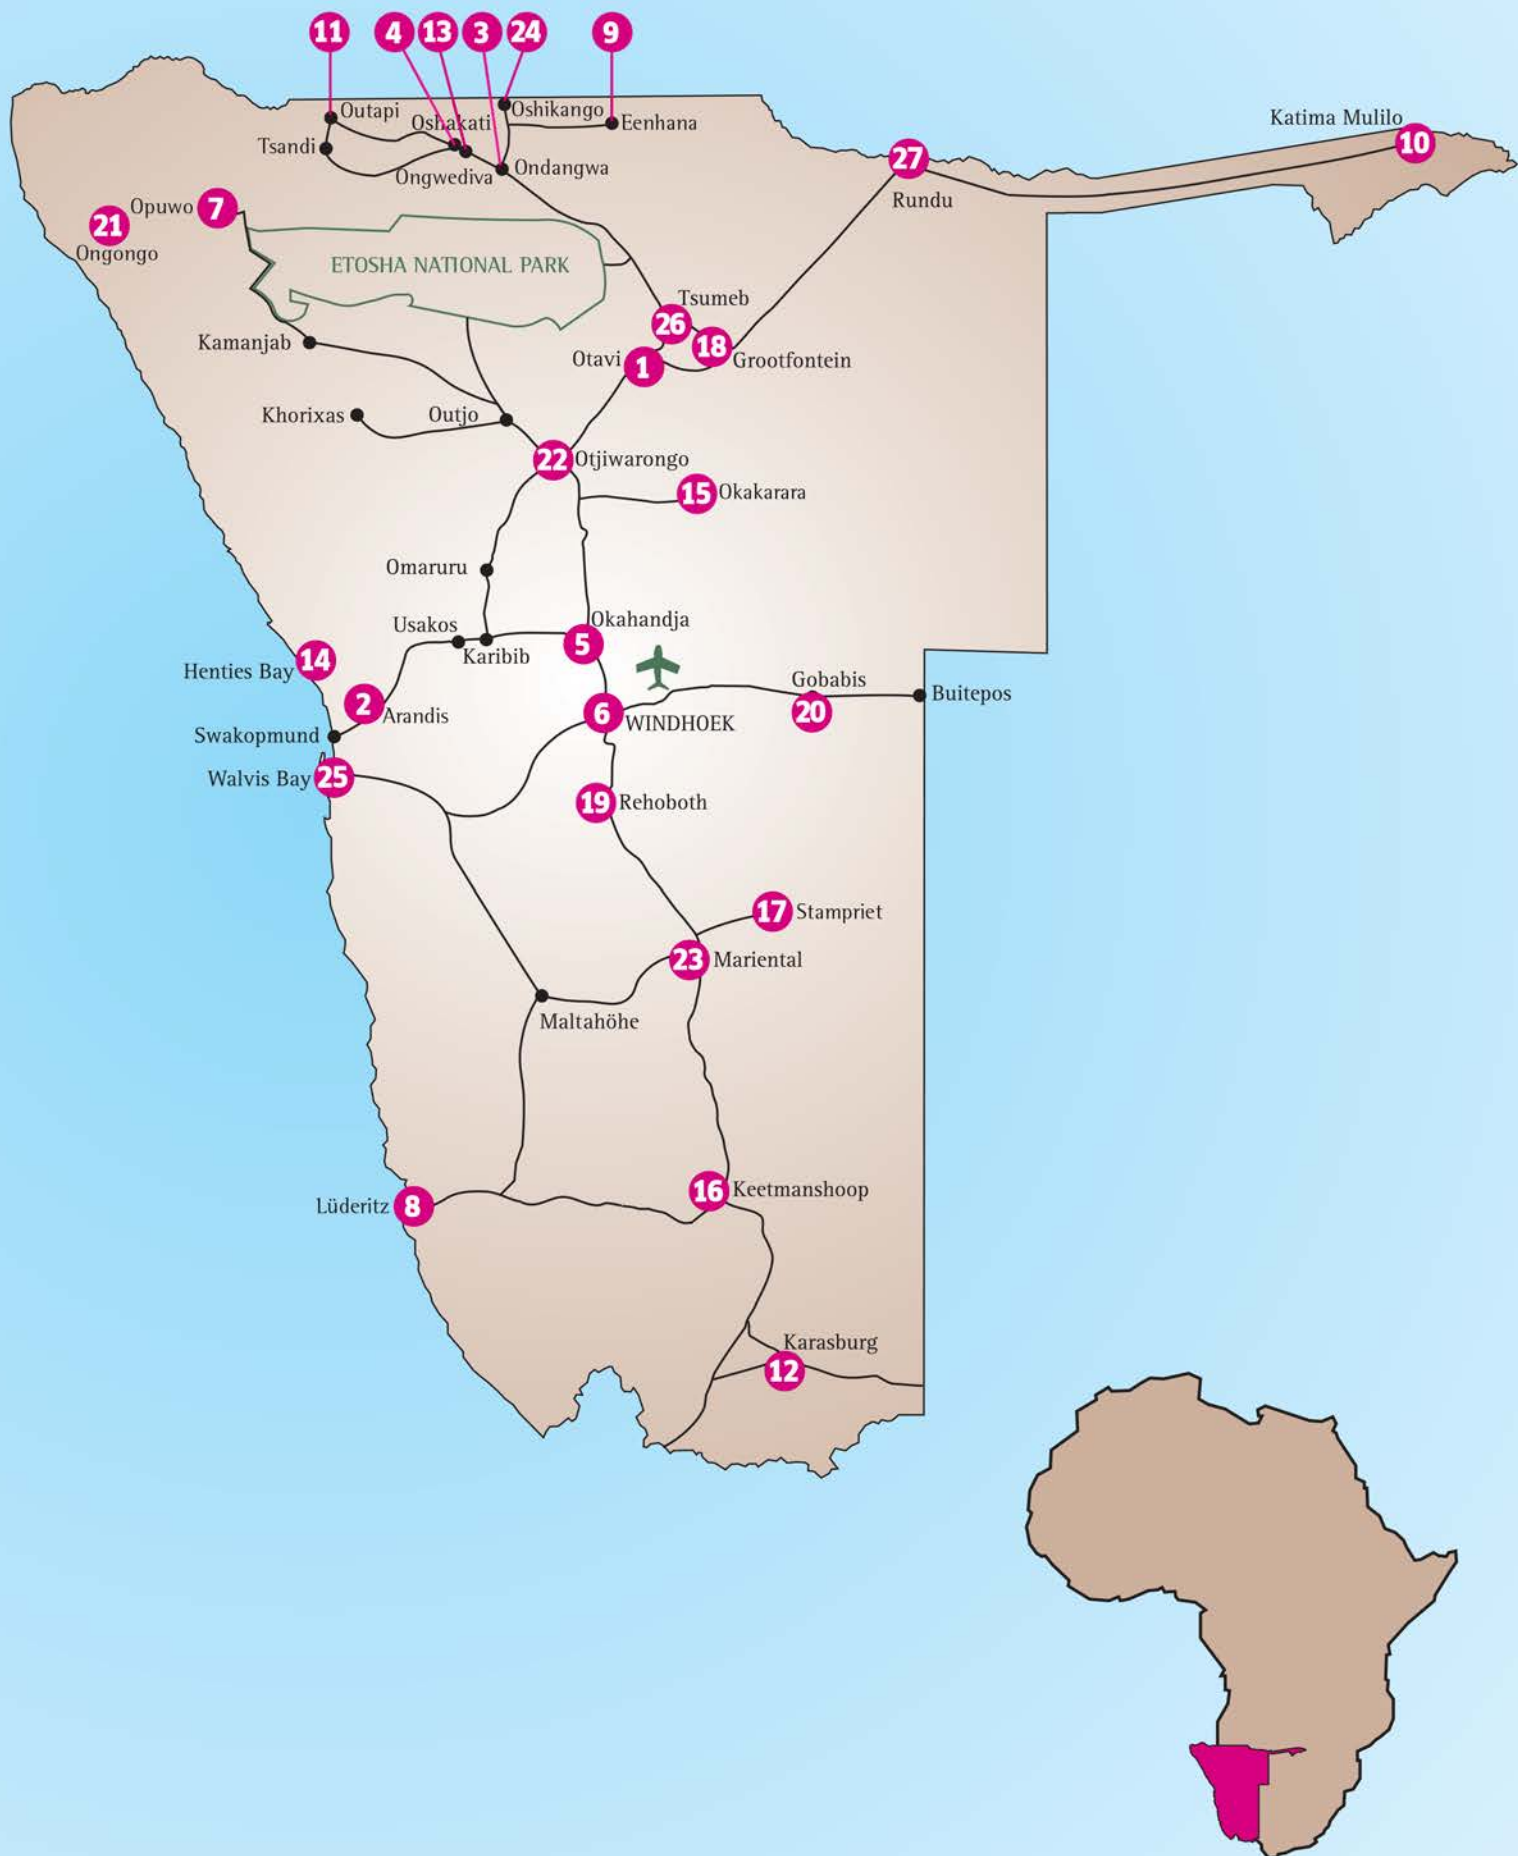 11
4
13
3
24
9
Outapi
Oshakati
Oshikango
Eenhana
Katima Mulilo
10
Tsandi
Ongwediva
Ondangwa
27
Rundu
Opuwo
7
21
Ongongo
ETOSHA NATIONAL PARK
Tsumeb
26
18
Kamanjab
Otavi
1
Grootfontein
Khorixas
Outjo
22
Otjiwarongo
15
Okakarara
Omaruru
Okahandja
Usakos
Karibib
5
14
Henties Bay
2
Arandis
Gobabis
20
Buitepos
6
WINDHOEK
Swakopmund
Walvis Bay
25
19
Rehoboth
17
Stampriet
23
Mariental
Maltahöhe
16
Keetmanshoop
Lüderitz
8
Karasburg
12